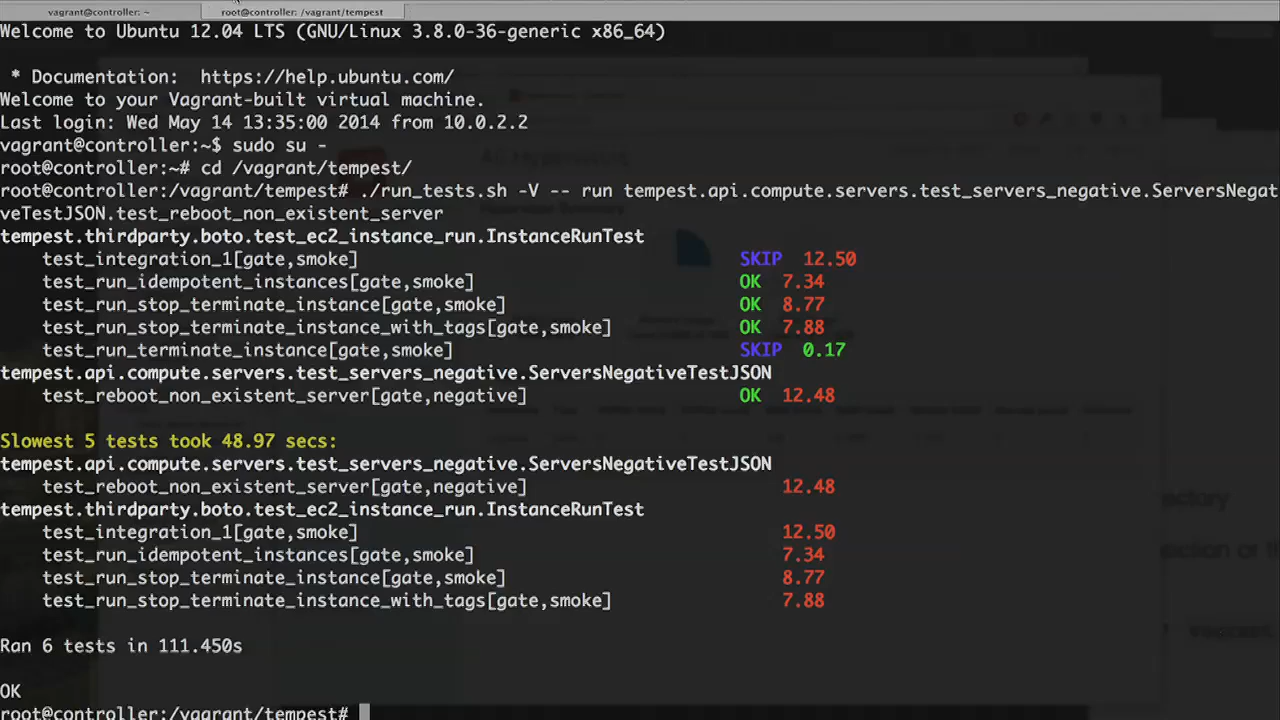 vagrant@controller: ~
root@controller: /vagrant/tempest
Welcome to Ubuntu 12.04 LTS (GNU/Linux 3.8.0-36-generic x86_64)
* Documentation:  https://help.ubuntu.com/
Welcome to your Vagrant-built virtual machine.
Last login: Wed May 14 13:35:00 2014 from 10.0.2.2
vagrant@controller:~$ sudo su -
root@controller:~# cd /vagrant/tempest/
root@controller:/vagrant/tempest# ./run_tests.sh -V -- run tempest.api.compute.servers.test_servers_negative.ServersNegat
veTestJSON.test_reboot_non_existent_server
tempest.thirdparty.boto.test_ec2_instance_run.InstanceRunTest
test_integration_1[gate,smoke] SKIP 12.50
test_run_idempotent_instances[gate,smoke] OK 7.34
test_run_stop_terminate_instance[gate,smoke] OK 8.77
test_run_stop_terminate_instance_with_tags[gate,smoke] OK 7.88
test_run_terminate_instance[gate,smoke] SKIP 0.17
tempest.api.compute.servers.test_servers_negative.ServersNegativeTestJSON
test_reboot_non_existent_server[gate,negative] OK 12.48
Slowest 5 tests took 48.97 secs:
tempest.api.compute.servers.test_servers_negative.ServersNegativeTestJSON
test_reboot_non_existent_server[gate,negative] 12.48
tempest.thirdparty.boto.test_ec2_instance_run.InstanceRunTest
test_integration_1[gate,smoke] 12.50
test_run_idempotent_instances[gate,smoke] 7.34
test_run_stop_terminate_instance[gate,smoke] 8.77
test_run_stop_terminate_instance_with_tags[gate,smoke] 7.88
Ran 6 tests in 111.450s
OK
root@controller:/vagrant/tempest#